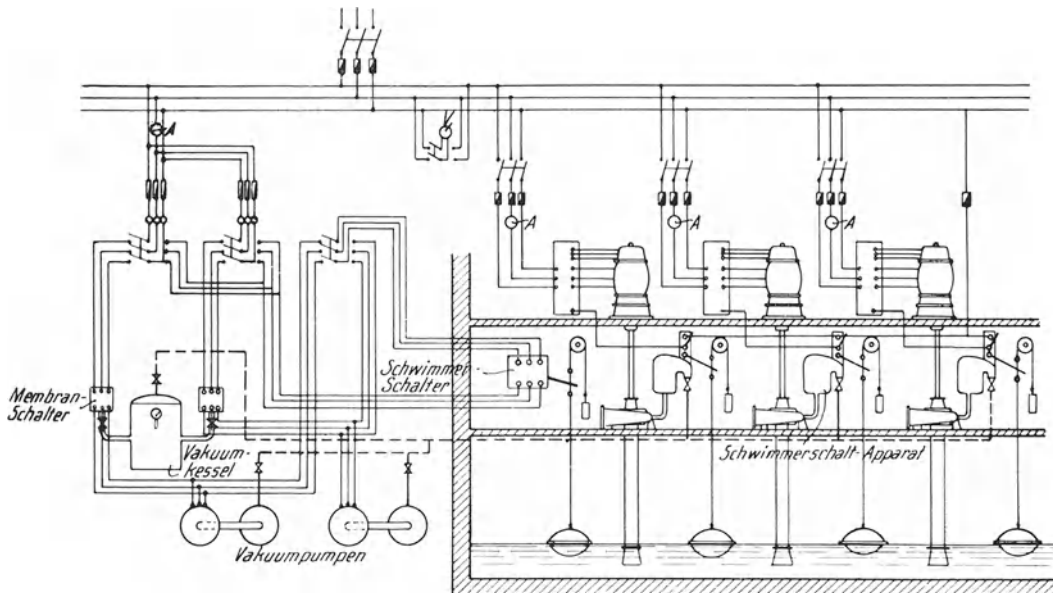 A
A
A
A
Schwimmer-
Schalter
Membran-
Schalter
Vakuum-
kessel
Schwimmerschalt-Apparat
Vakuumpumpen